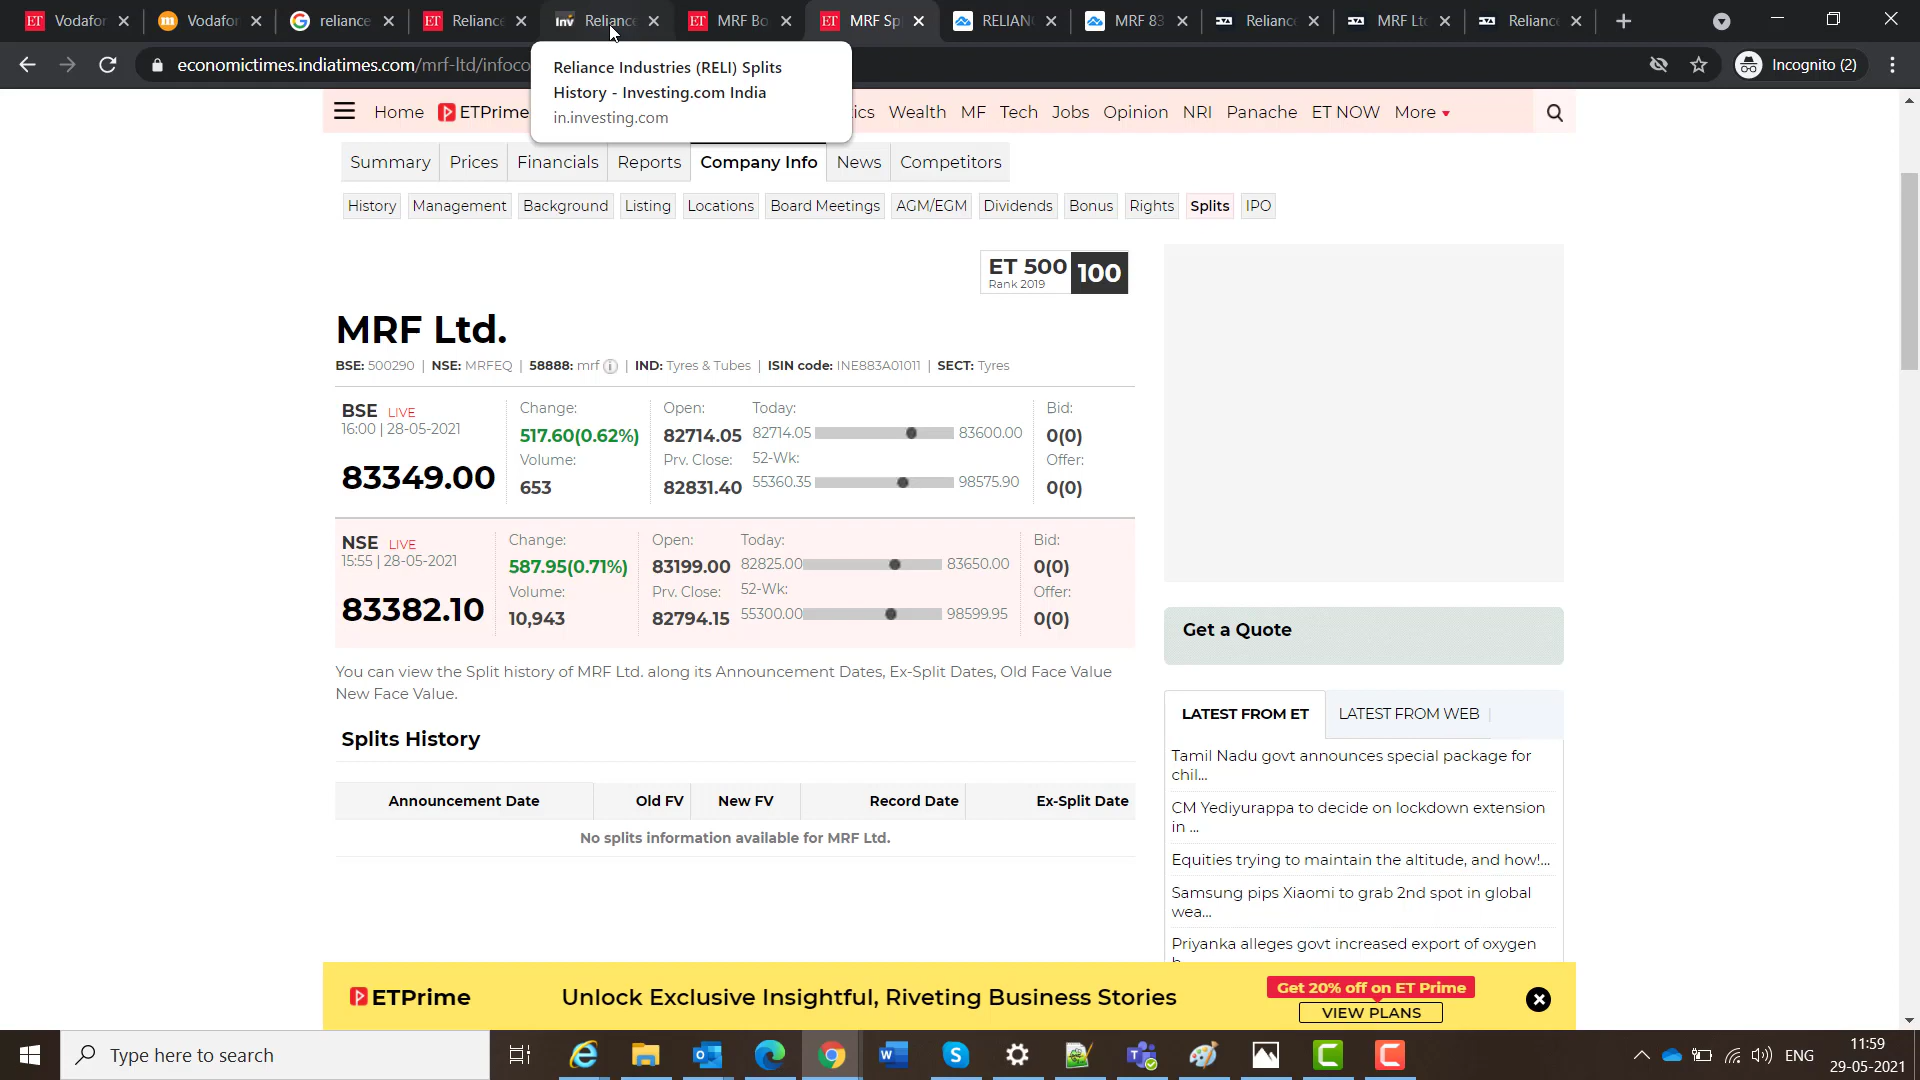 Vodafor
Vodafor
reliance
Reliance
Reliance
MRF Bo
MRF Spl
RELIANC
MRF 83
Reliance
MRF Lt
Reliance
economictimes.indiatimes.com/mrf-ltd/infoco
Incognito (2)
Reliance Industries (RELI) Splits
History - Investing.com India
in.investing.com
Home ETPrime tics Wealth MF Tech Jobs Opinion NRI Panache ET NOW More
Summary Prices Financials Reports Company Info News Competitors
History Management Background Listing Locations Board Meetings AGM/EGM Dividends Bonus Rights Splits IPO
ET 500 100
Rank 2019
MRF Ltd.
BSE: 500290 | NSE: MRFEQ | 58888: mrf | IND: Tyres & Tubes | ISIN code: INE883A01011 | SECT: Tyres
BSE LIVE
16:00 | 28-05-2021
83349.00
Change:
517.60(0.62%)
Volume:
653
Open:
82714.05
Prv. Close:
82831.40
Today:
82714.05 83600.00
52-Wk:
55360.35 98575.90
Bid:
0(0)
Offer:
0(0)
NSE LIVE
15:55 | 28-05-2021
83382.10
Change:
587.95(0.71%)
Volume:
10,943
Open:
83199.00
Prv. Close:
82794.15
Today:
82825.00 83650.00
52-Wk:
55300.00 98599.95
Bid:
0(0)
Offer:
0(0)
You can view the Split history of MRF Ltd. along its Announcement Dates, Ex-Split Dates, Old Face Value
New Face Value.
Splits History
Announcement Date Old FV New FV Record Date Ex-Split Date
No splits information available for MRF Ltd.
Get a Quote
LATEST FROM ET LATEST FROM WEB
Tamil Nadu govt announces special package for
chil...
CM Yediyurappa to decide on lockdown extension
in ...
Equities trying to maintain the altitude, and how!...
Samsung pips Xiaomi to grab 2nd spot in global
wea...
Priyanka alleges govt increased export of oxygen
ETPrime Unlock Exclusive Insightful, Riveting Business Stories
Get 20% off on ET Prime
VIEW PLANS
Type here to search
ENG
11:59
29-05-2021